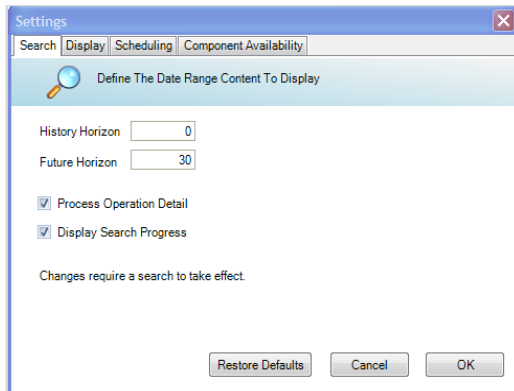 Settings
Search Display Scheduling Component Availability
Define The Date Range Content To Display
History Horizon 0
Future Horizon 30
Process Operation Detail
Display Search Progress
Changes require a search to take effect.
Restore Defaults Cancel OK